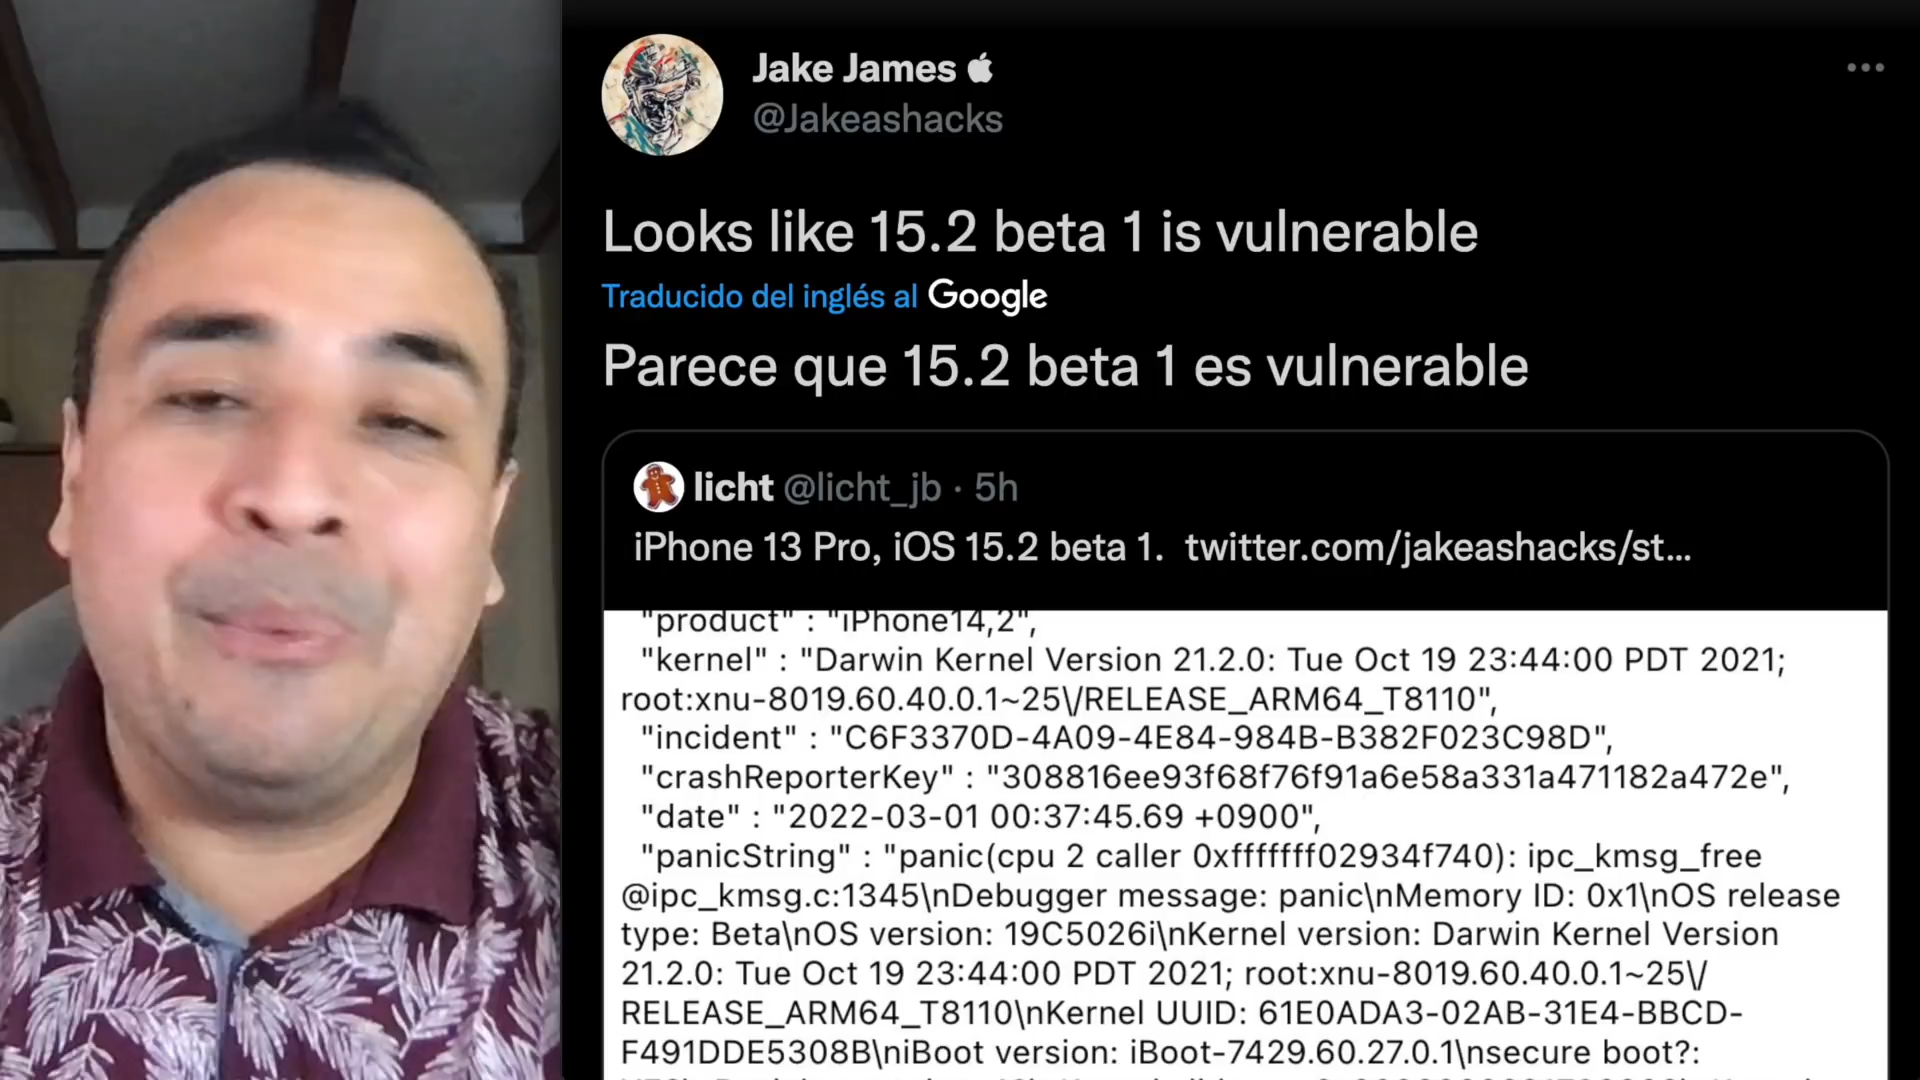 Jake James
@Jakeashacks
Looks like 15.2 beta 1 is vulnerable
Traducido del inglés al Google
Parece que 15.2 beta 1 es vulnerable
licht @licht_jb · 5h
iPhone 13 Pro, iOS 15.2 beta 1. twitter.com/jakeashacks/st...
"product" : "iPhone14,2",
"kernel" : "Darwin Kernel Version 21.2.0: Tue Oct 19 23:44:00 PDT 2021;
root:xnu-8019.60.40.0.1~25\/RELEASE_ARM64_T8110",
"incident" : "C6F3370D-4A09-4E84-984B-B382F023C98D",
"crashReporterKey" : "308816ee93f68f76f91a6e58a331a471182a472e",
"date" : "2022-03-01 00:37:45.69 +0900",
"panicString" : "panic(cpu 2 caller 0xfffffff02934f740): ipc_kmsg_free
@ipc_kmsg.c:1345\nDebugger message: panic\nMemory ID: 0x1\nOS release
type: Beta\nOS version: 19C5026i\nKernel version: Darwin Kernel Version
21.2.0: Tue Oct 19 23:44:00 PDT 2021; root:xnu-8019.60.40.0.1~25\/
RELEASE_ARM64_T8110\nKernel UUID: 61E0ADA3-02AB-31E4-BBCD-
F491DDE5308B\niBoot version: iBoot-7429.60.27.0.1\nsecure boot?: